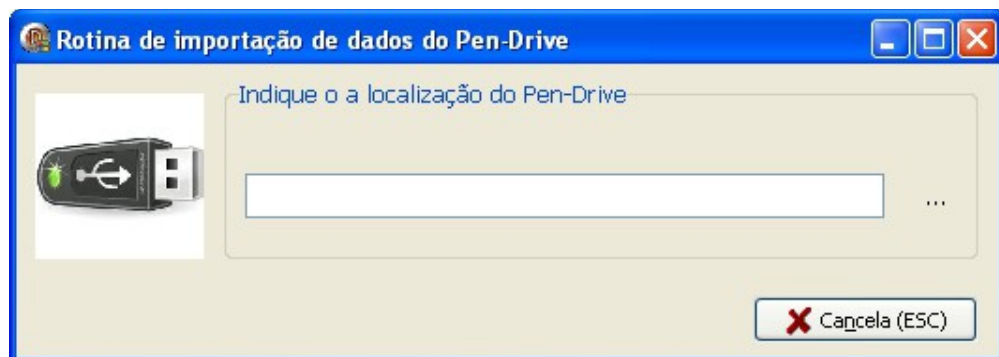 Rotina de importação de dados do Pen-Drive
Indique o a localização do Pen-Drive
...
Cancela (ESC)